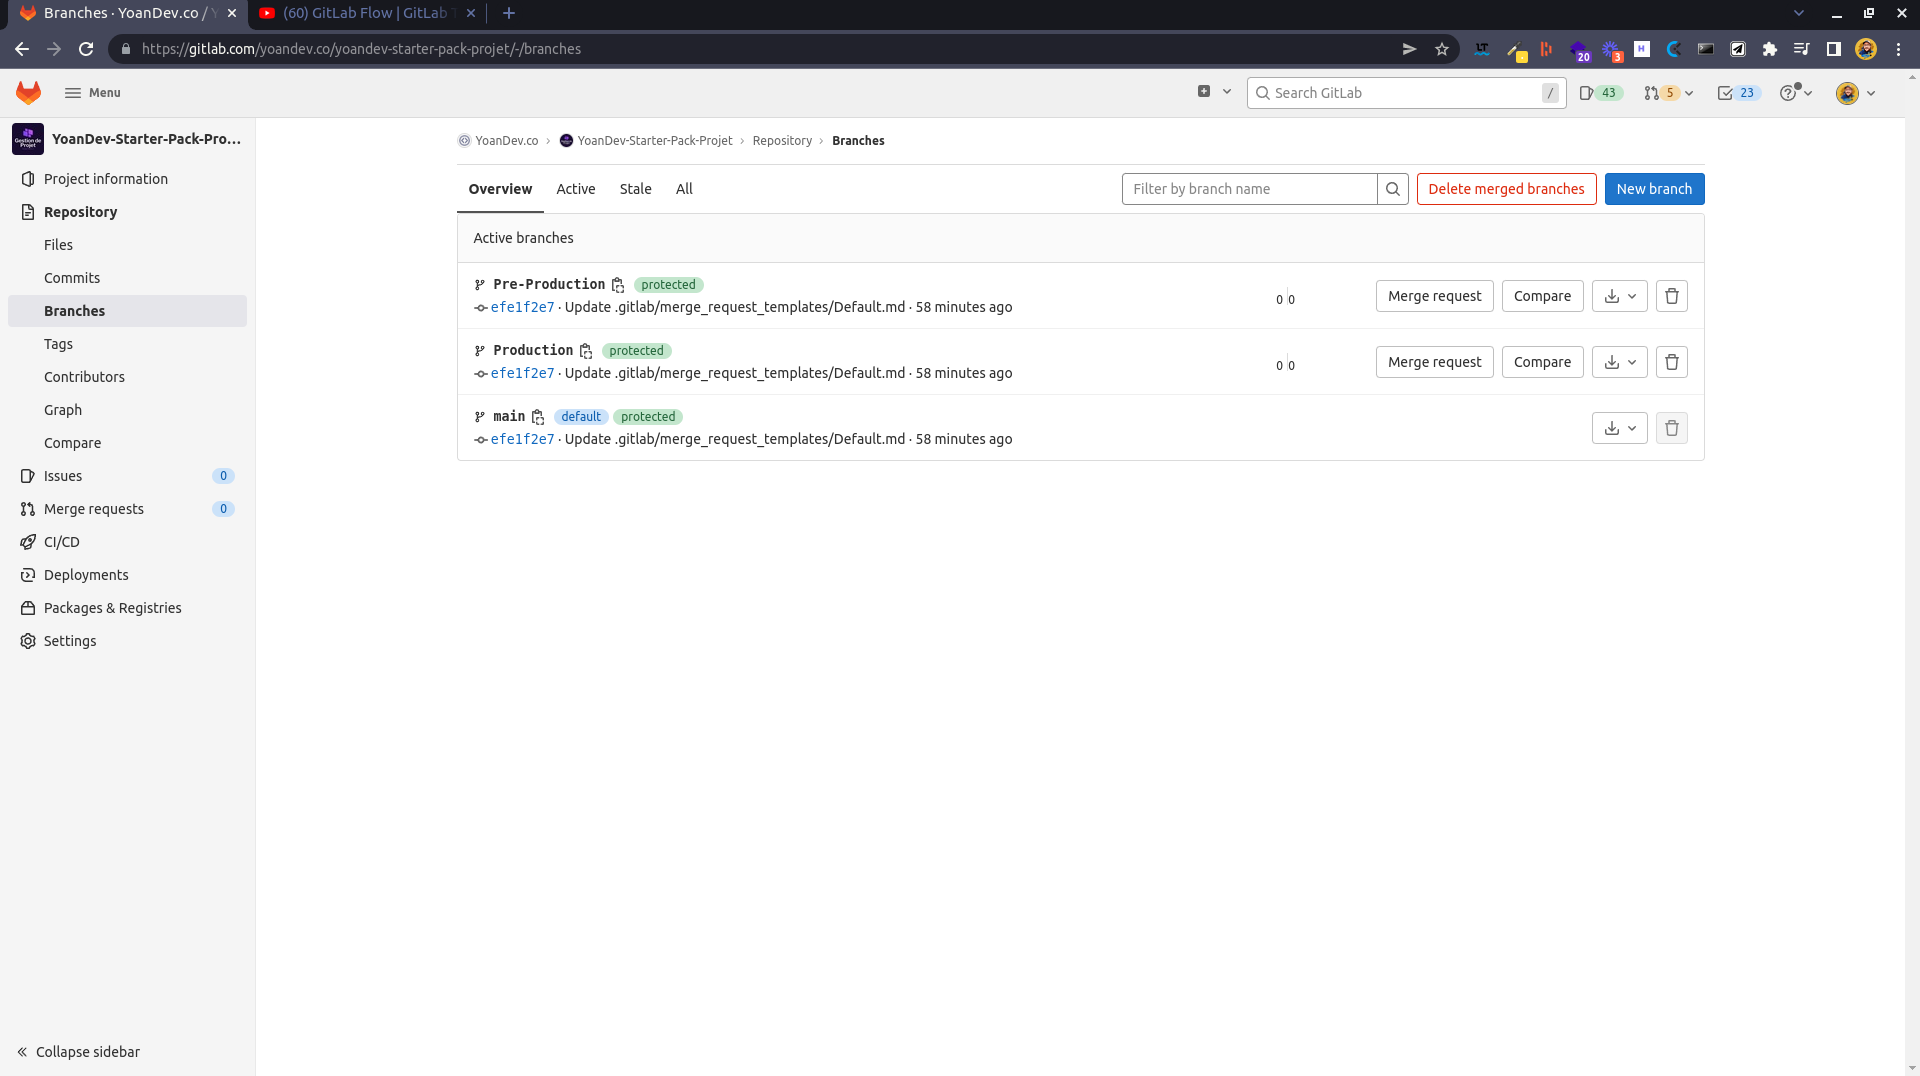 Branches · YoanDev.co /
(60) GitLab Flow | GitLab
https://gitlab.com/yoandev.co/yoandev-starter-pack-projet/-/branches
20
3
Menu
Search GitLab
/
43
5
23
YoanDev-Starter-Pack-Pro...
Project information
Repository
Files
Commits
Branches
Tags
Contributors
Graph
Compare
Issues 0
Merge requests 0
CI/CD
Deployments
Packages & Registries
Settings
Collapse sidebar
YoanDev.co › YoanDev-Starter-Pack-Projet › Repository › Branches
Overview Active Stale All
Filter by branch name
Delete merged branches
New branch
Active branches
Pre-Production protected
efe1f2e7 · Update .gitlab/merge_request_templates/Default.md · 58 minutes ago
0 0
Merge request Compare
Production protected
efe1f2e7 · Update .gitlab/merge_request_templates/Default.md · 58 minutes ago
0 0
Merge request Compare
main default protected
efe1f2e7 · Update .gitlab/merge_request_templates/Default.md · 58 minutes ago